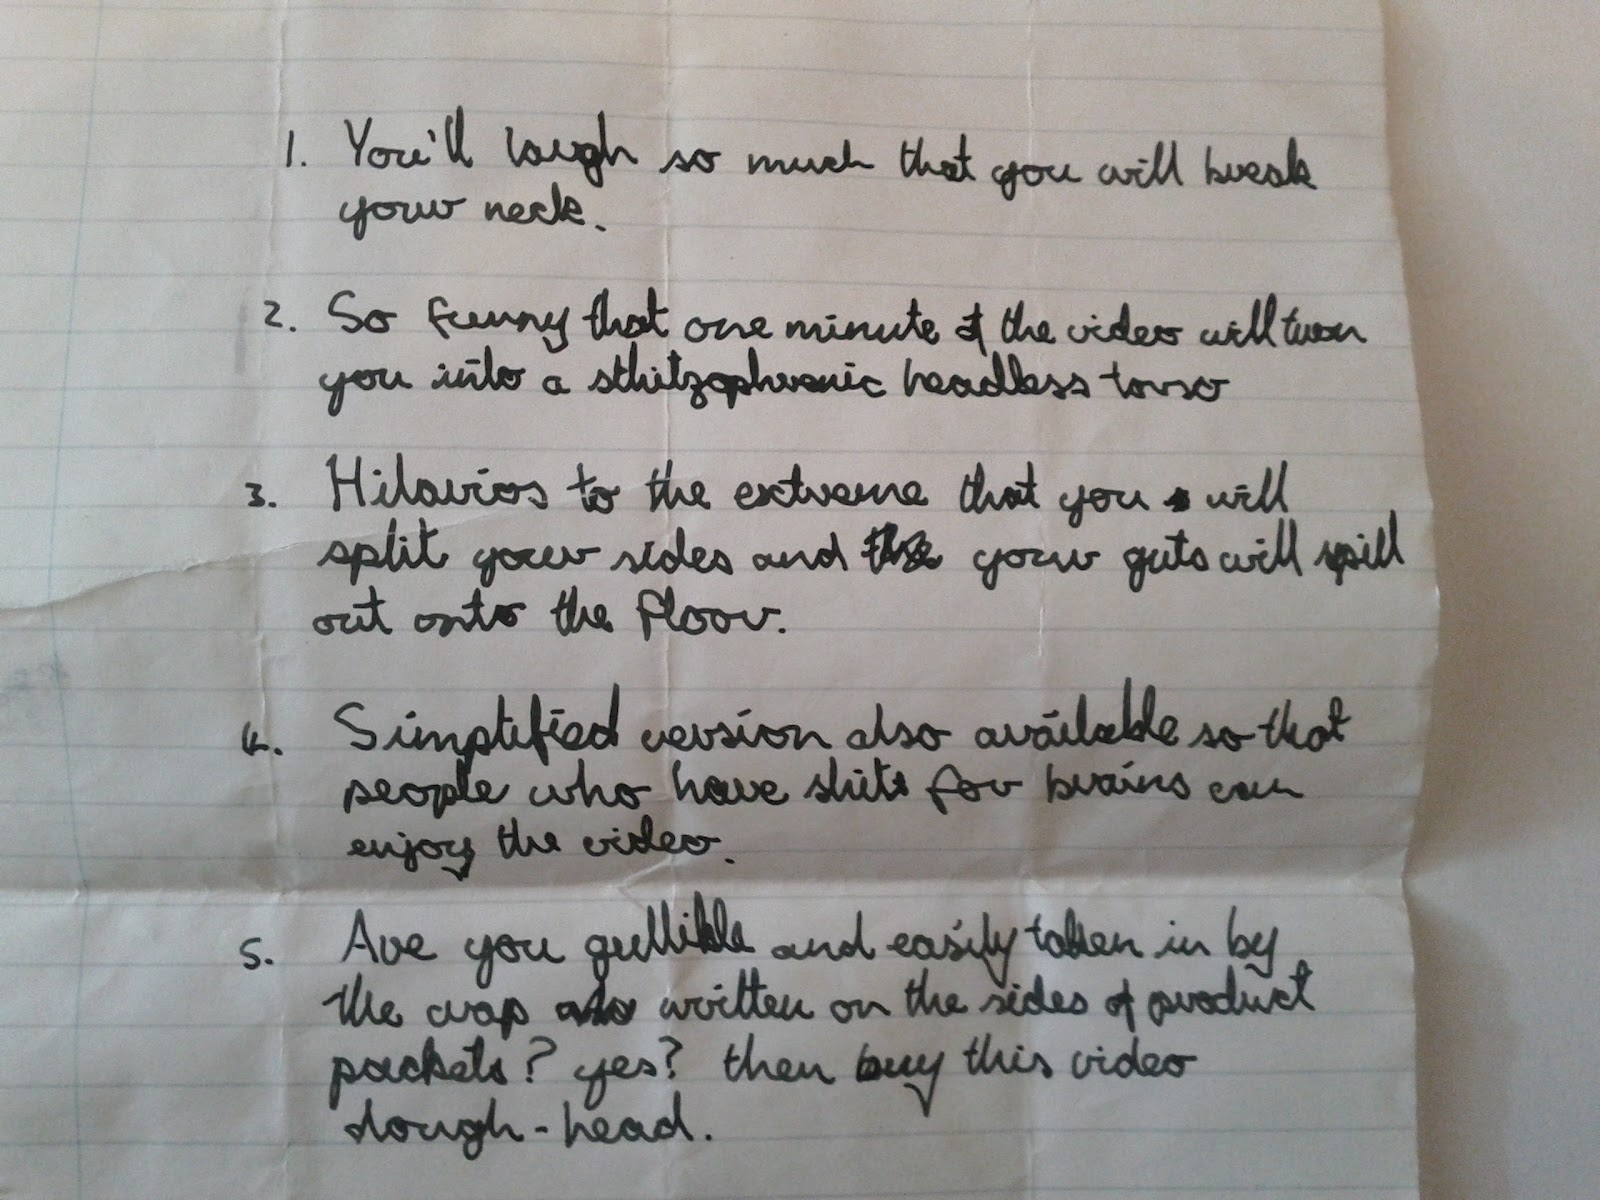 1. You'll laugh so much that you will break
your neck.
2. So funny that one minute of the video will turn
you into a sthitzophrenic headless torso
3. Hilarios to the extreme that you will
split your sides and your guts will spill
out onto the floor.
4. Simplified version also available so that
people who have shit for brains can
enjoy the video.
5. Are you gullible and easily taken in by
the crap written on the sides of product
packets? yes? then buy this video
dough-head.